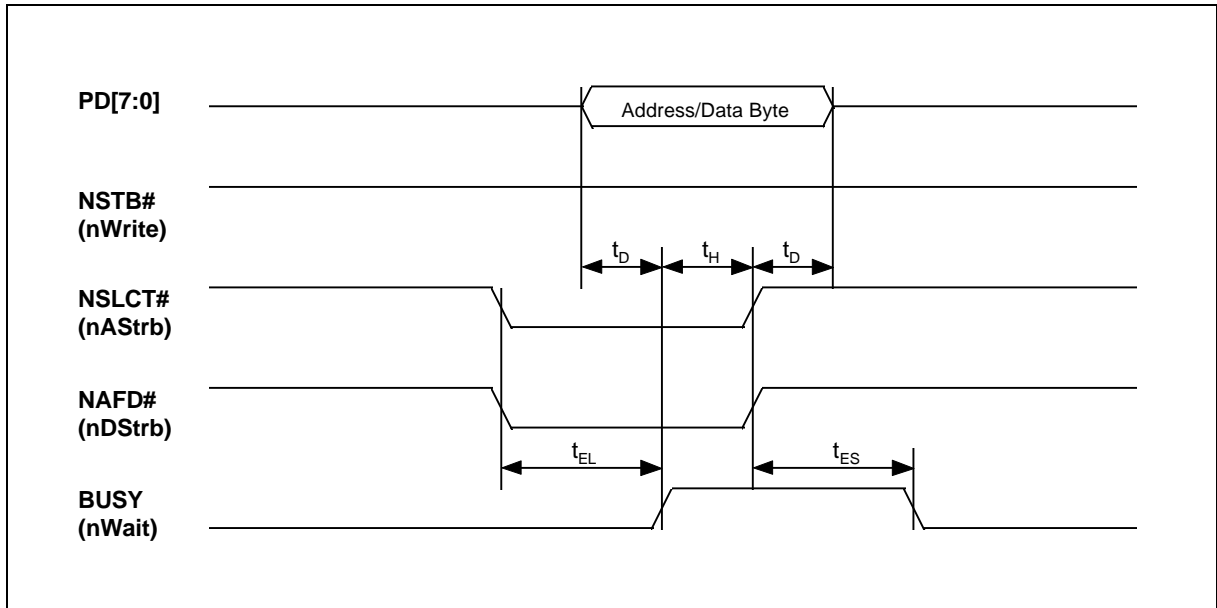 PD[7:0]
Address/Data Byte
NSTB#
(nWrite)
tD
tH
tD
NSLCT#
(nAStrb)
NAFD#
(nDStrb)
tEL
tES
BUSY
(nWait)